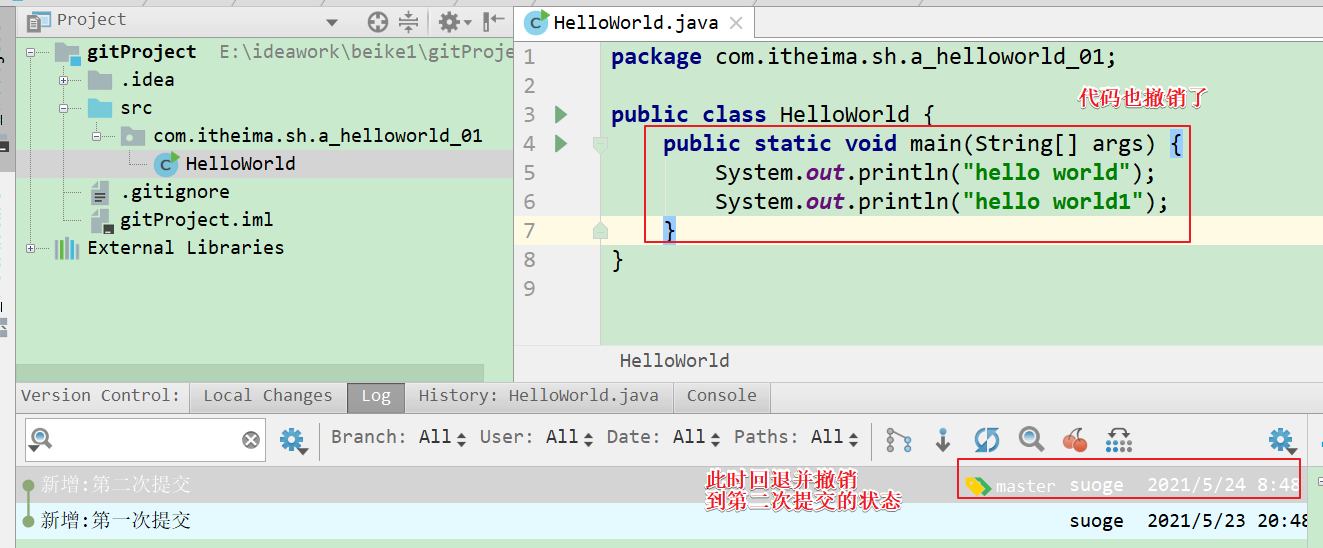 Project
HelloWorld.java
gitProject E:\ideawork\beike1\gitProje
.idea
src
com.itheima.sh.a_helloworld_01
HelloWorld
.gitignore
gitProject.iml
External Libraries
1 package com.itheima.sh.a_helloworld_01;
2
代码也撤销了
3 public class HelloWorld {
4 public static void main(String[] args) {
5 System.out.println("hello world");
6 System.out.println("hello world1");
7 }
8 }
9
HelloWorld
Version Control: Local Changes Log History: HelloWorld.java Console
Branch: All User: All Date: All Paths: All
新增:第二次提交 master suoge 2021/5/24 8:48
此时回退并撤销
到第二次提交的状态
新增:第一次提交 suoge 2021/5/23 20:48